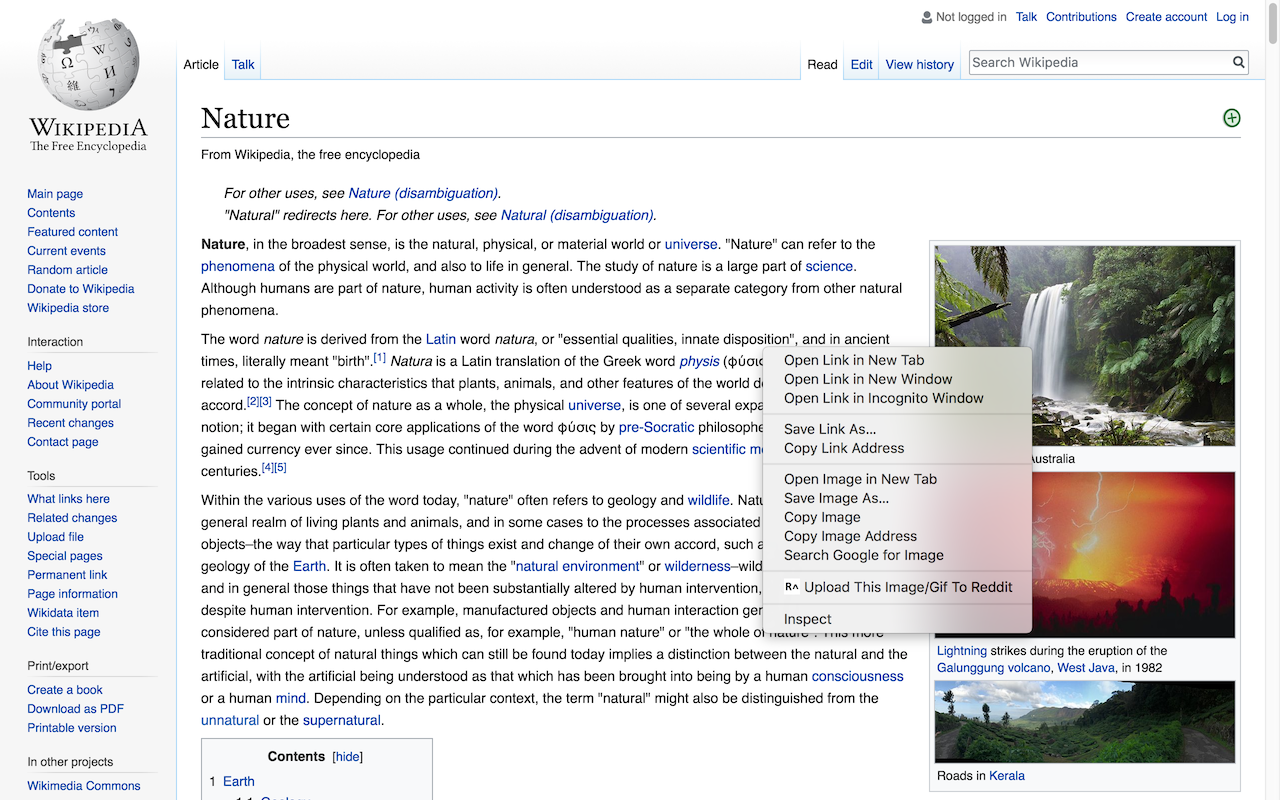 Not logged in Talk Contributions Create account Log in
Article Talk Read Edit View history Search Wikipedia
WIKIPEDIA
The Free Encyclopedia
Main page
Contents
Featured content
Current events
Random article
Donate to Wikipedia
Wikipedia store
Interaction
Help
About Wikipedia
Community portal
Recent changes
Contact page
Tools
What links here
Related changes
Upload file
Special pages
Permanent link
Page information
Wikidata item
Cite this page
Print/export
Create a book
Download as PDF
Printable version
In other projects
Wikimedia Commons
Nature
From Wikipedia, the free encyclopedia
For other uses, see Nature (disambiguation).
"Natural" redirects here. For other uses, see Natural (disambiguation).
Nature, in the broadest sense, is the natural, physical, or material world or universe. "Nature" can refer to the
phenomena of the physical world, and also to life in general. The study of nature is a large part of science.
Although humans are part of nature, human activity is often understood as a separate category from other natural
phenomena.
The word nature is derived from the Latin word natura, or "essential qualities, innate disposition", and in ancient
times, literally meant "birth".[1] Natura is a Latin translation of the Greek word physis
related to the intrinsic characteristics that plants, animals, and other features of the world
accord.[2][3] The concept of nature as a whole, the physical universe, is one of several
notion; it began with certain core applications of the word φύσις by pre-Socratic
gained currency ever since. This usage continued during the advent of modern scientific
centuries.[4][5]
Within the various uses of the word today, "nature" often refers to geology and wildlife.
general realm of living plants and animals, and in some cases to the processes associated
objects–the way that particular types of things exist and change of their own accord, such
geology of the Earth. It is often taken to mean the "natural environment" or wilderness–
and in general those things that have not been substantially altered by human intervention,
despite human intervention. For example, manufactured objects and human interaction
considered part of nature, unless qualified as, for example, "human nature" or "the whole of nature". This more
traditional concept of natural things which can still be found today implies a distinction between the natural and the
artificial, with the artificial being understood as that which has been brought into being by a human consciousness
or a human mind. Depending on the particular context, the term "natural" might also be distinguished from the
unnatural or the supernatural.
Contents [hide]
1 Earth
Open Link in New Tab
Open Link in New Window
Open Link in Incognito Window
Save Link As...
Copy Link Address
Open Image in New Tab
Save Image As...
Copy Image
Copy Image Address
Search Google for Image
Upload This Image/Gif To Reddit
Inspect
Australia
Lightning strikes during the eruption of the
Galunggung volcano, West Java, in 1982
Roads in Kerala